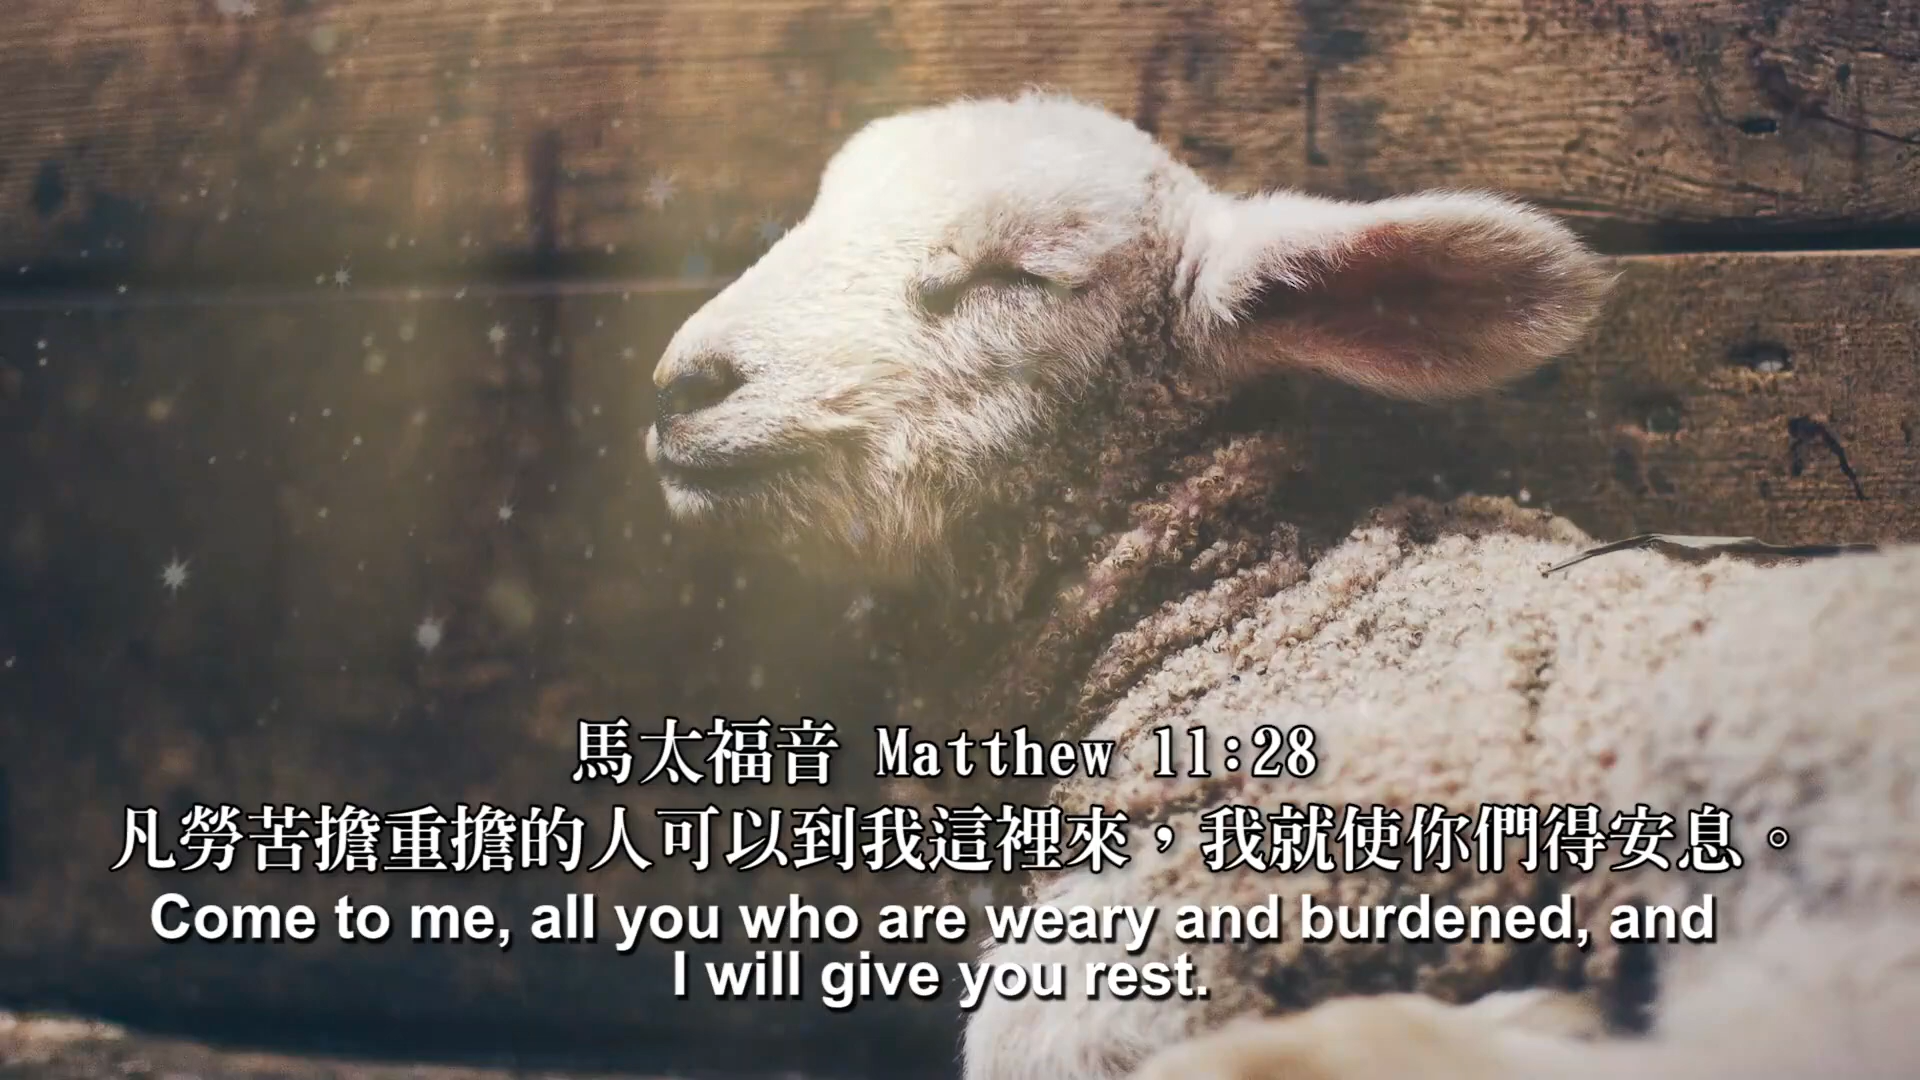 馬太福音 Matthew 11:28
凡勞苦擔重擔的人可以到我這裡來，我就使你們得安息。
Come to me, all you who are weary and burdened, and
I will give you rest.